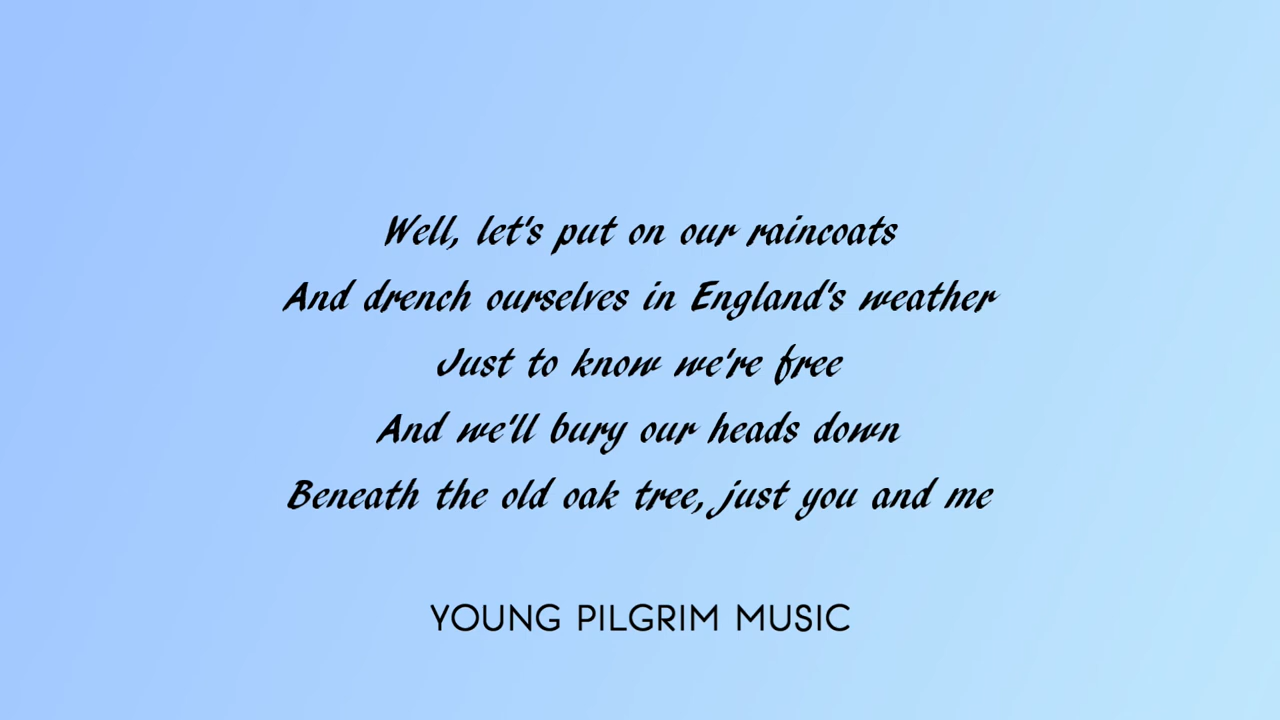 Well, let's put on our raincoats
And drench ourselves in England's weather
Just to know we're free
And we'll bury our heads down
Beneath the old oak tree, just you and me
YOUNG PILGRIM MUSIC